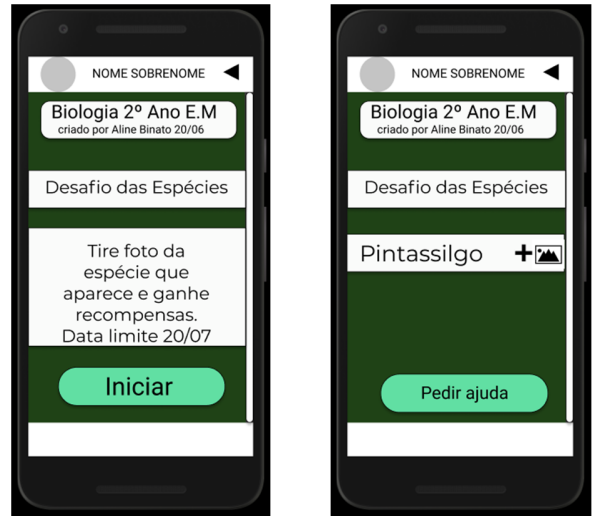 NOME SOBRENOME
Biologia 2º Ano E.M
criado por Aline Binato 20/06
Desafio das Espécies
Tire foto da
espécie que
aparece e ganhe
recompensas.
Data limite 20/07
Iniciar
NOME SOBRENOME
Biologia 2º Ano E.M
criado por Aline Binato 20/06
Desafio das Espécies
Pintassilgo
Pedir ajuda